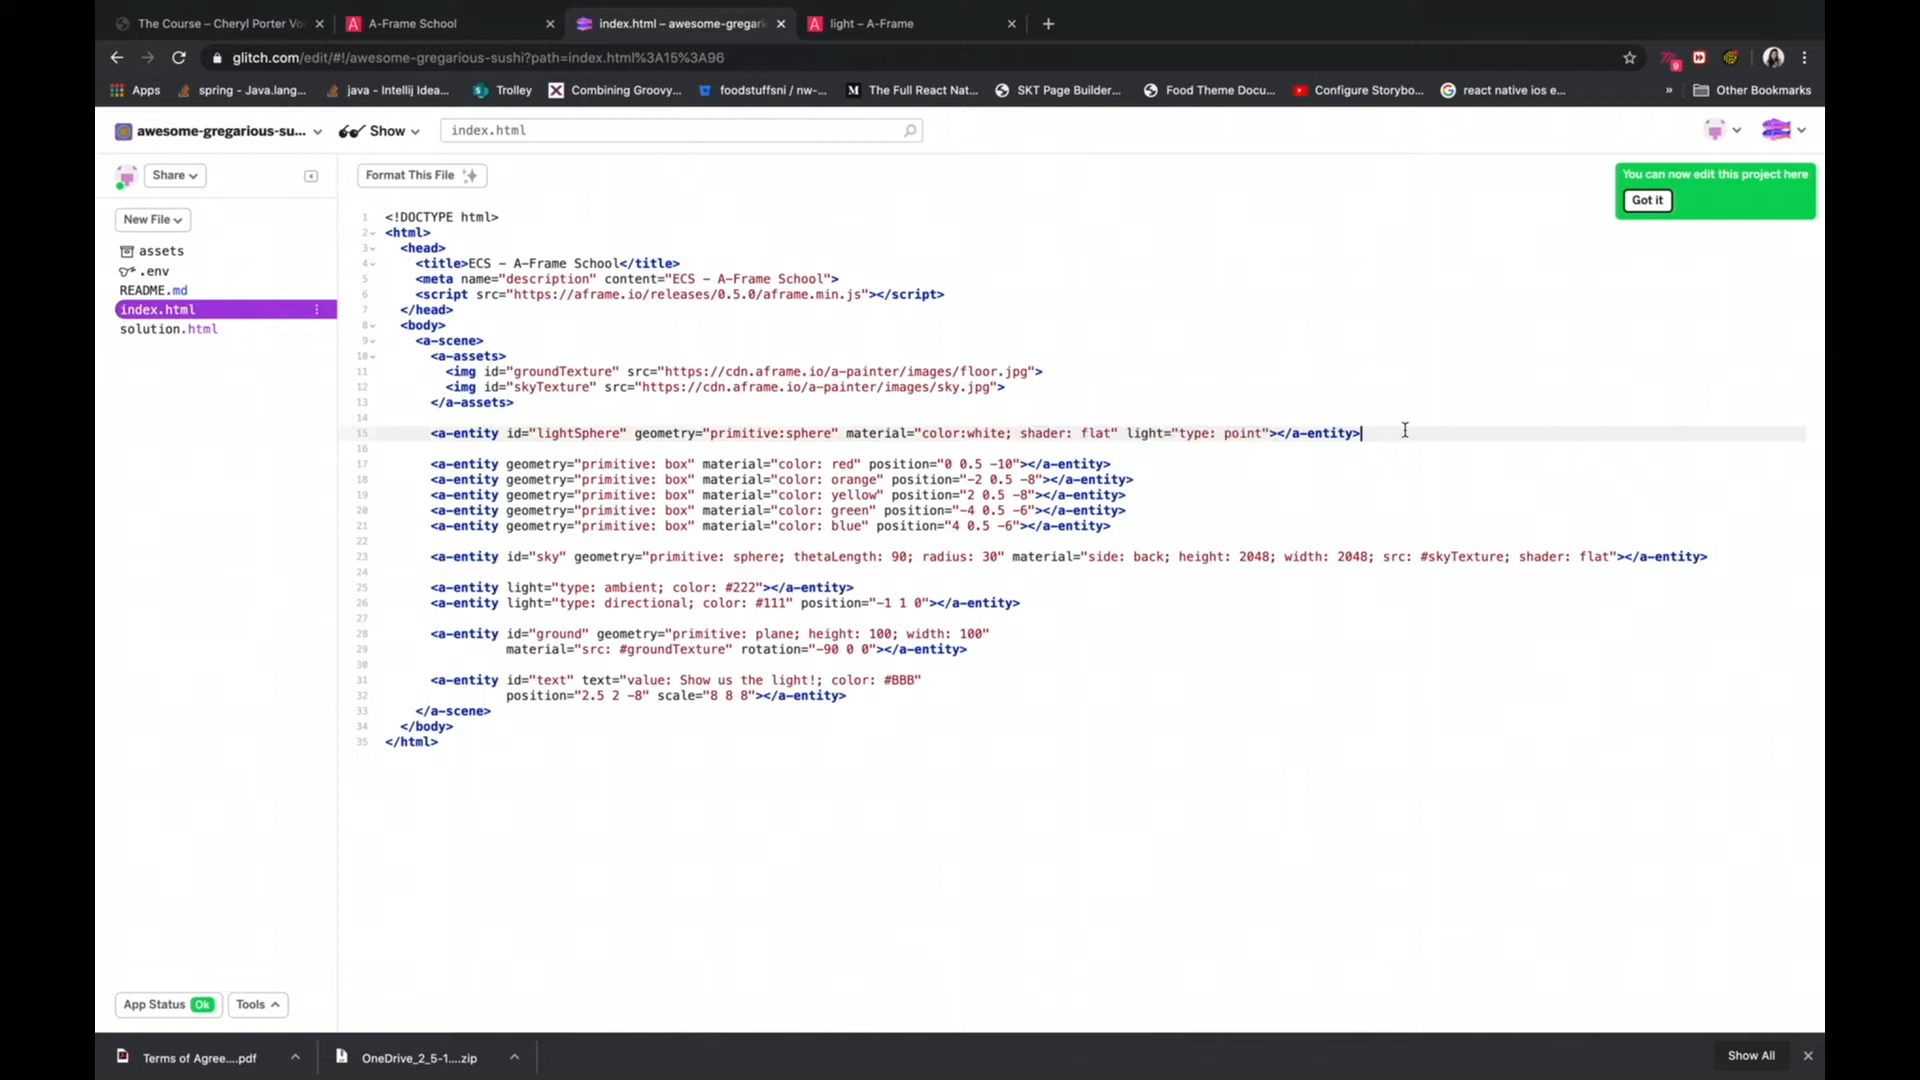 The Course – Cheryl Porter Vo
A-Frame School
index.html – awesome-gregari
light – A-Frame
glitch.com/edit/#!/awesome-gregarious-sushi?path=index.html%3A15%3A96
9
Apps
spring - Java.lang...
java - Intellij Idea...
Trolley
Combining Groovy...
foodstuffsni / nw-...
The Full React Nat...
SKT Page Builder...
Food Theme Docu...
Configure Storybo...
react native ios e...
»
Other Bookmarks
awesome-gregarious-su...
Show
index.html
Share
Format This File
You can now edit this project here
Got it
New File
assets
.env
README.md
index.html
solution.html
1 <!DOCTYPE html>
2 <html>
3 <head>
4 <title>ECS – A-Frame School</title>
5 <meta name="description" content="ECS – A-Frame School">
6 <script src="https://aframe.io/releases/0.5.0/aframe.min.js"></script>
7 </head>
8 <body>
9 <a-scene>
10 <a-assets>
11 <img id="groundTexture" src="https://cdn.aframe.io/a-painter/images/floor.jpg">
12 <img id="skyTexture" src="https://cdn.aframe.io/a-painter/images/sky.jpg">
13 </a-assets>
14
15 <a-entity id="lightSphere" geometry="primitive:sphere" material="color:white; shader: flat" light="type: point"></a-entity>
16
17 <a-entity geometry="primitive: box" material="color: red" position="0 0.5 -10"></a-entity>
18 <a-entity geometry="primitive: box" material="color: orange" position="-2 0.5 -8"></a-entity>
19 <a-entity geometry="primitive: box" material="color: yellow" position="2 0.5 -8"></a-entity>
20 <a-entity geometry="primitive: box" material="color: green" position="-4 0.5 -6"></a-entity>
21 <a-entity geometry="primitive: box" material="color: blue" position="4 0.5 -6"></a-entity>
22
23 <a-entity id="sky" geometry="primitive: sphere; thetaLength: 90; radius: 30" material="side: back; height: 2048; width: 2048; src: #skyTexture; shader: flat"></a-entity>
24
25 <a-entity light="type: ambient; color: #222"></a-entity>
26 <a-entity light="type: directional; color: #111" position="-1 1 0"></a-entity>
27
28 <a-entity id="ground" geometry="primitive: plane; height: 100; width: 100"
29 material="src: #groundTexture" rotation="-90 0 0"></a-entity>
30
31 <a-entity id="text" text="value: Show us the light!; color: #BBB"
32 position="2.5 2 -8" scale="8 8 8"></a-entity>
33 </a-scene>
34 </body>
35 </html>
App Status Ok
Tools
Terms of Agree....pdf
OneDrive_2_5-1....zip
Show All